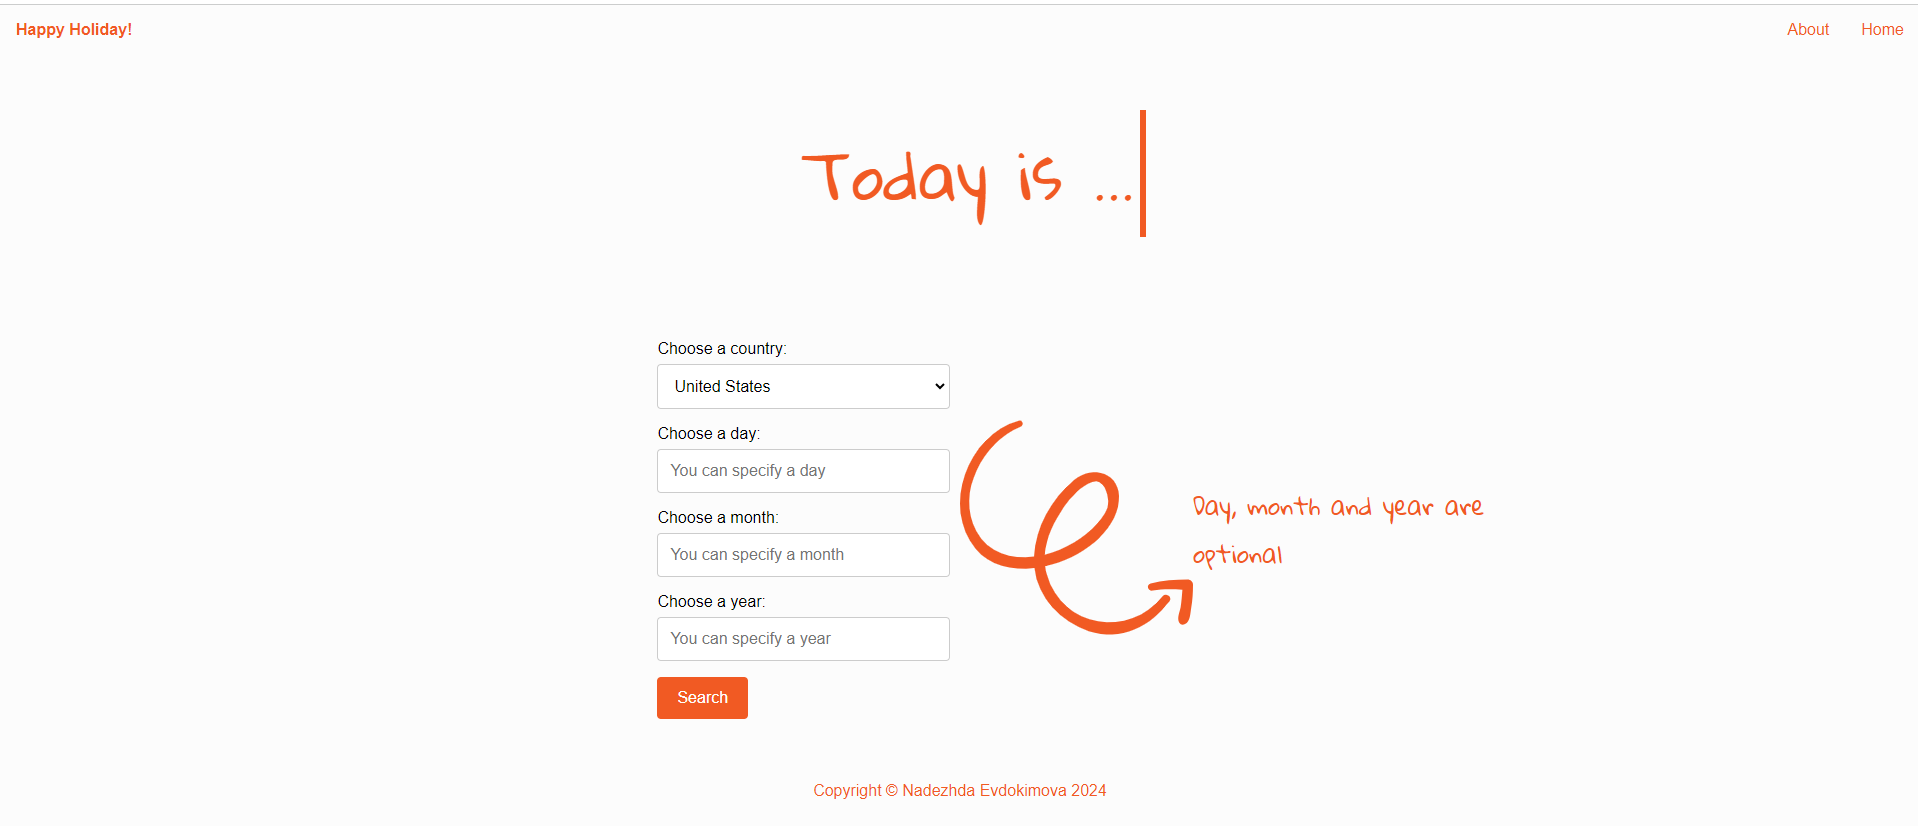 Happy Holiday!
About Home
Today is ...
Choose a country:
United States
Choose a day:
You can specify a day
Choose a month:
You can specify a month
Choose a year:
You can specify a year
Day, month and year are
optional
Search
Copyright © Nadezhda Evdokimova 2024